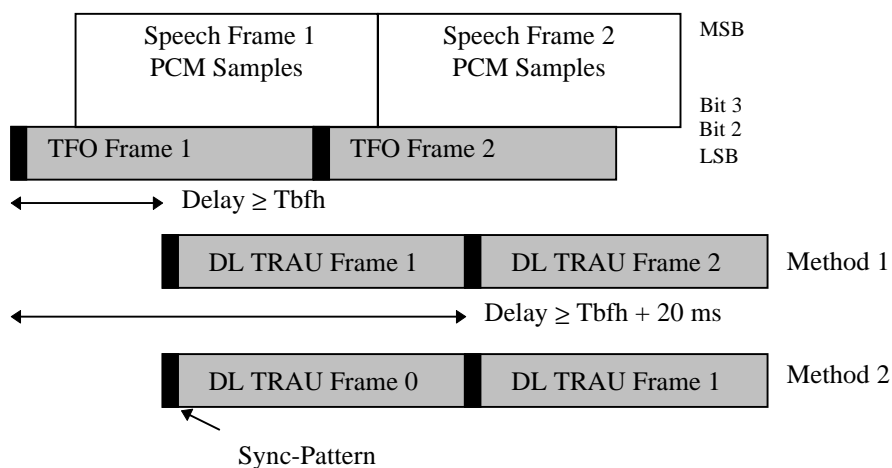 Speech Frame 1
PCM Samples
Speech Frame 2
PCM Samples
MSB
Bit 3
Bit 2
LSB
TFO Frame 1
TFO Frame 2
Delay ≥ Tbfh
DL TRAU Frame 1
DL TRAU Frame 2
Method 1
Delay ≥ Tbfh + 20 ms
DL TRAU Frame 0
DL TRAU Frame 1
Method 2
Sync-Pattern